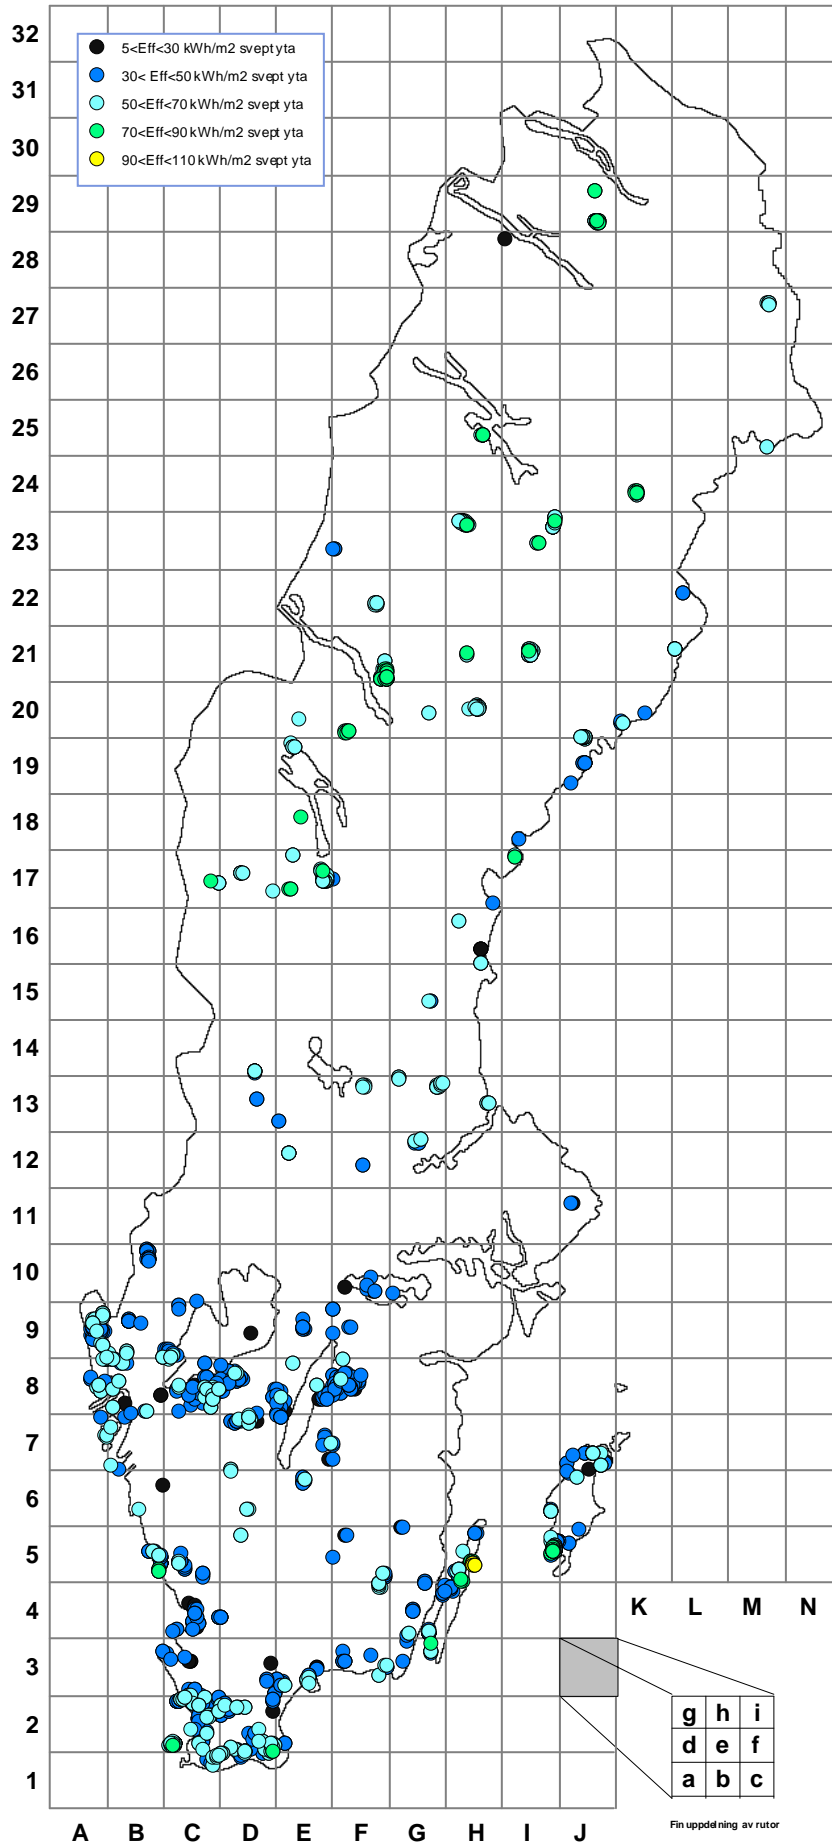 5<Eff<30 kWh/m2 svept yta
30< Eff<50 kWh/m2 svept yta
50<Eff<70 kWh/m2 svept yta
70<Eff<90 kWh/m2 svept yta
90<Eff<110 kWh/m2 svept yta
32
31
30
29
28
27
26
25
24
23
22
21
20
19
18
17
16
15
14
13
12
11
10
9
8
7
6
5
4
K L M N
3
2
g h i
d e f
a b c
1
Fin uppdelning av rutor
A B C D E F G H I J